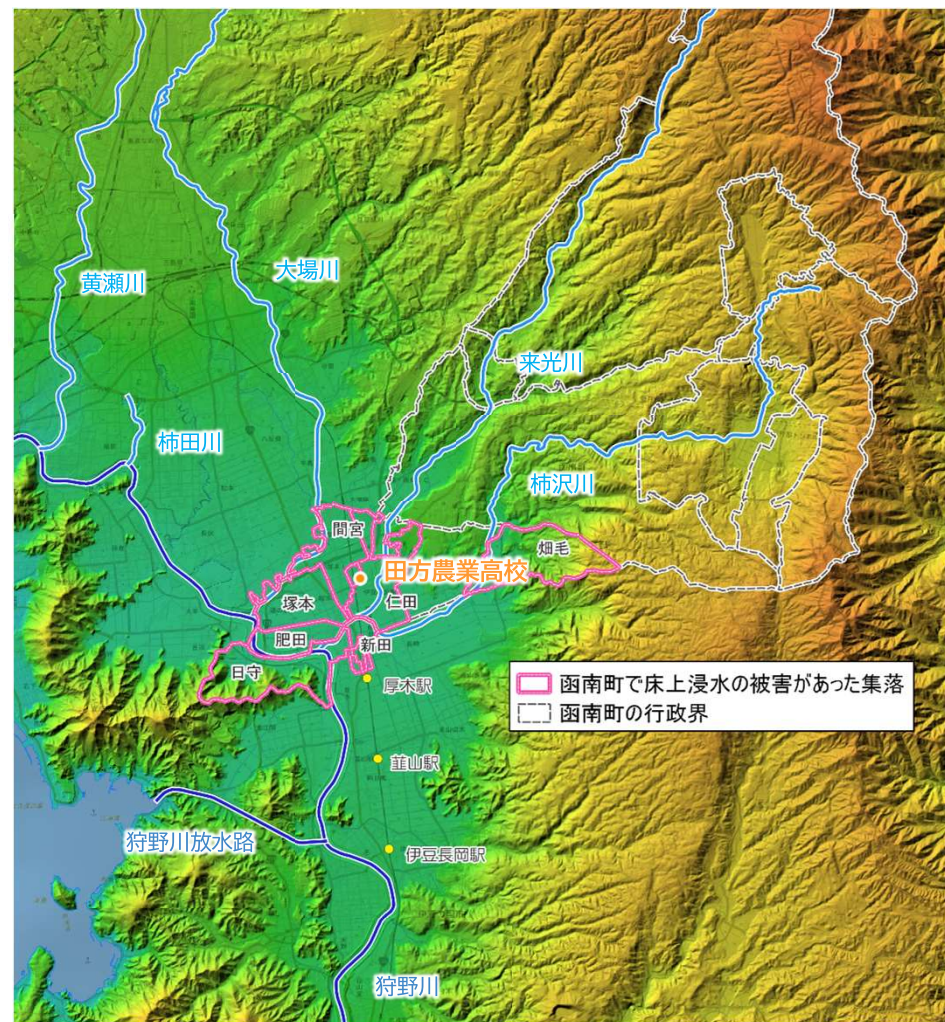 黄瀬川
大場川
来光川
柿田川
柿沢川
間宮
畑毛
田方農業高校
塚本
仁田
肥田
新田
日守
函南町で床上浸水の被害があった集落
函南町の行政界
厚木駅
韮山駅
狩野川放水路
伊豆長岡駅
狩野川